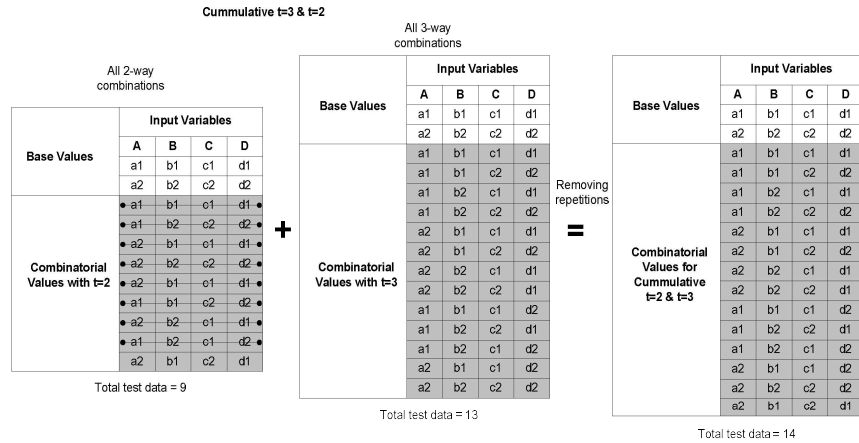 Cummulative t=3 & t=2
All 2-way
combinations
Input Variables
Base Values
A B C D
a1 b1 c1 d1
a2 b2 c2 d2
Combinatorial
Values with t=2
a1 b1 c1 d1
a1 b2 c2 d2
a2 b1 c1 d1
a2 b2 c2 d2
a2 b1 c1 d2
a1 b1 c2 d2
a2 b2 c1 d1
a1 b2 c1 d2
a2 b1 c2 d1
Total test data = 9
+
All 3-way
combinations
Input Variables
Base Values
A B C D
a1 b1 c1 d1
a2 b2 c2 d2
Combinatorial
Values with t=3
a1 b1 c1 d1
a1 b1 c2 d2
a1 b2 c1 d1
a1 b2 c2 d2
a2 b1 c1 d1
a2 b1 c2 d2
a2 b2 c1 d1
a2 b2 c2 d1
a1 b1 c1 d2
a1 b1 c2 d1
a1 b2 c2 d2
a2 b1 c1 d2
a2 b2 c2 d2
Total test data = 13
Removing
repetitions
=
Input Variables
Base Values
A B C D
a1 b1 c1 d1
a2 b2 c2 d2
Combinatorial
Values for
Cummulative
t=2 & t=3
a1 b1 c1 d1
a1 b1 c2 d2
a1 b2 c1 d1
a1 b2 c2 d2
a2 b1 c1 d1
a2 b1 c2 d2
a2 b2 c1 d1
a2 b2 c2 d1
a1 b1 c1 d2
a1 b1 c2 d1
a1 b2 c2 d2
a2 b1 c1 d2
a2 b2 c2 d2
a2 b1 c2 d1
Total test data = 14